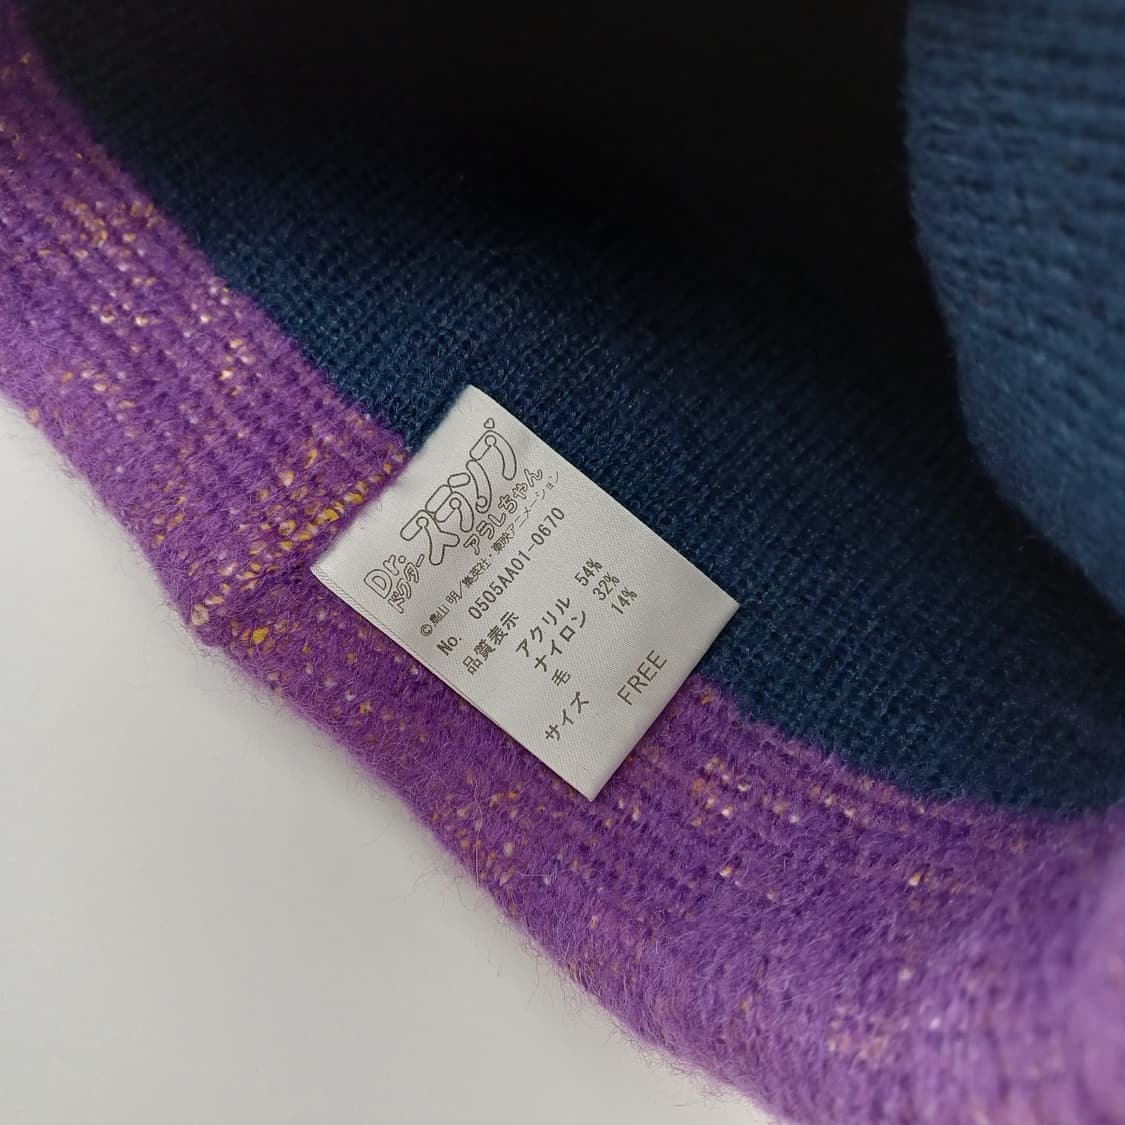 Dr.スランプ
ドクター
アラレちゃん
©鳥山 明／集英社・東映アニメーション
No. 0505AA01-0670
品質表示
アクリル 54%
ナイロン 32%
毛 14%
サイズ FREE